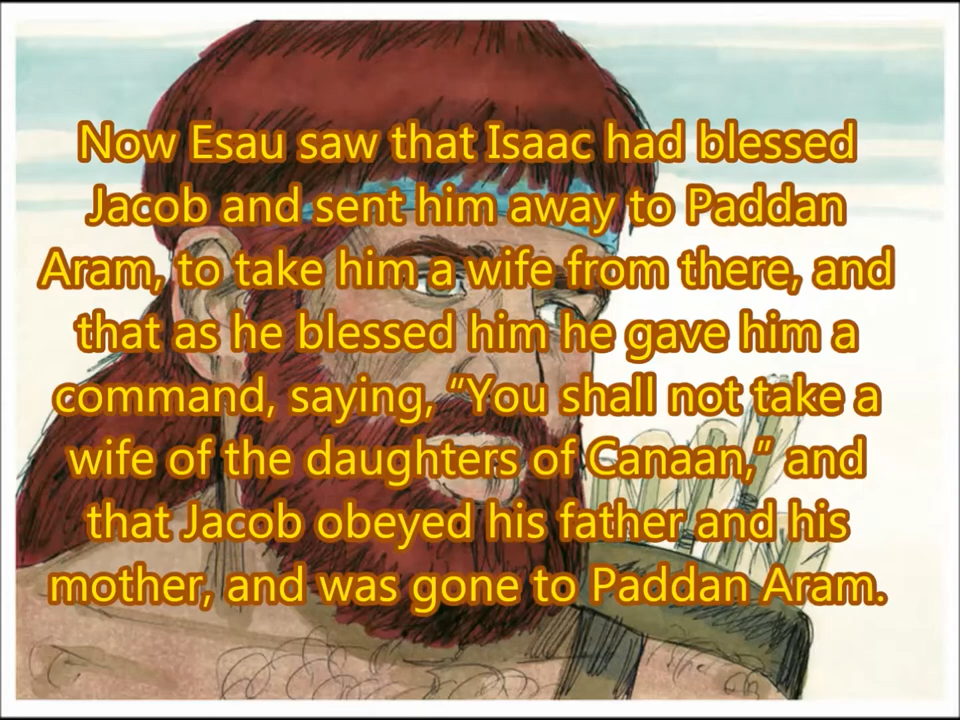 Now Esau saw that Isaac had blessed
Jacob and sent him away to Paddan
Aram, to take him a wife from there, and
that as he blessed him he gave him a
command, saying, “You shall not take a
wife of the daughters of Canaan,” and
that Jacob obeyed his father and his
mother, and was gone to Paddan Aram.